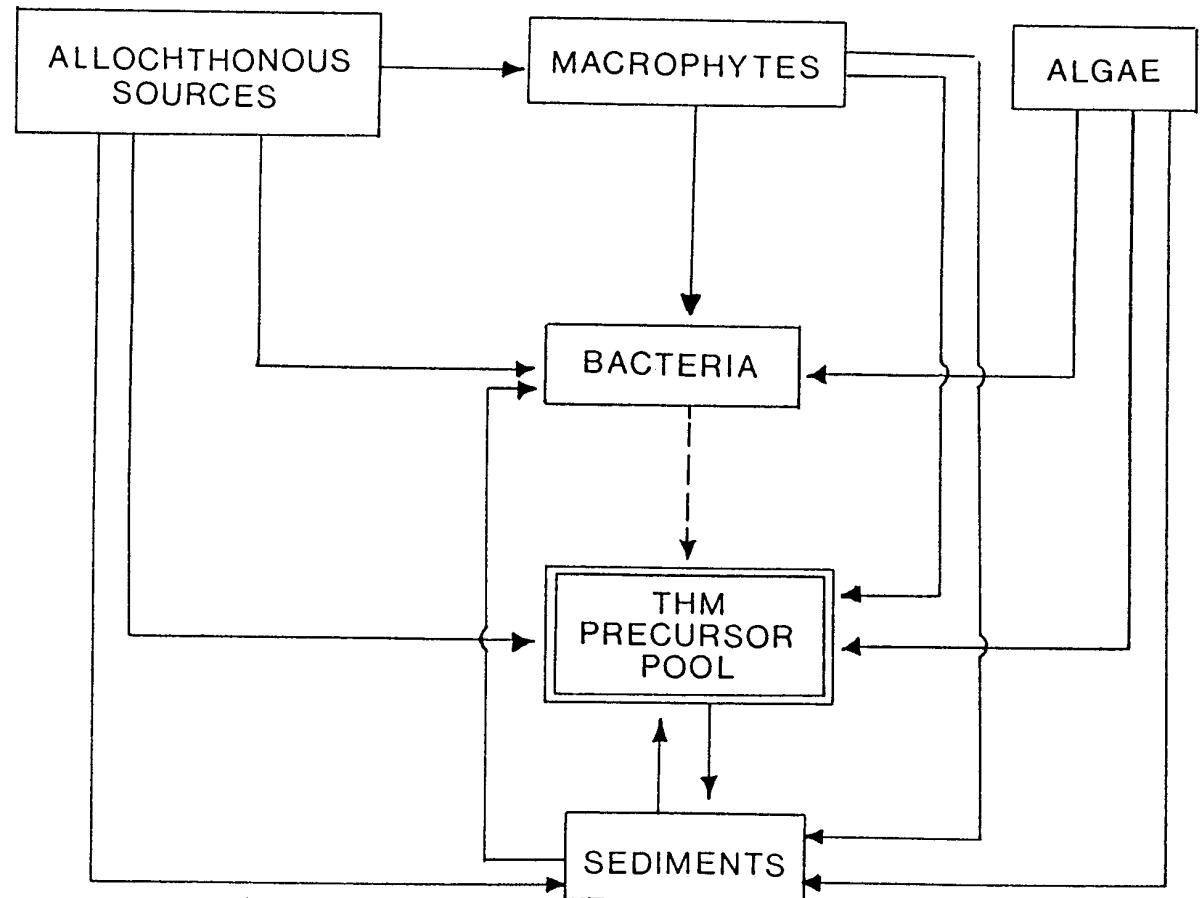 ALLOCHTHONOUS
SOURCES
MACROPHYTES
ALGAE
BACTERIA
THM
PRECURSOR
POOL
SEDIMENTS